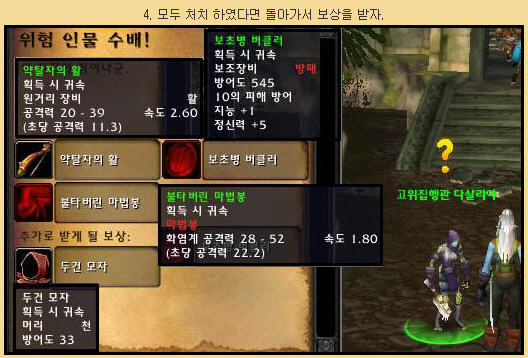 4. 모두 처치 하였다면 돌아가서 보상을 받자.
위험 인물 수배!
약탈자의 활
획득 시 귀속
원거리 장비 활
공격력 20 - 39 속도 2.60
(초당 공격력 11.3)
보초병 버클러
획득 시 귀속
보조장비 방패
방어도 545
10의 피해 방어
지능 +1
정신력 +5
약탈자의 활
보초병 버클러
불타버린 마법봉
불타버린 마법봉
획득 시 귀속
마법봉
화염계 공격력 28 - 52 속도 1.80
(초당 공격력 22.2)
추가로 받게 될 보상:
두건 모자
두건 모자
획득 시 귀속
머리 천
방어도 33
고위집행관